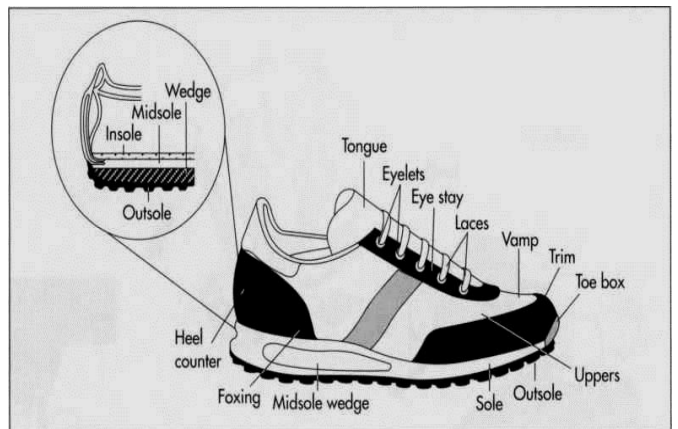 Wedge
Midsole
Insole
Outsole
Tongue
Eyelets
Eye stay
Laces
Vamp
Trim
Toe box
Heel
counter
Foxing
Midsole wedge
Sole
Outsole
Uppers